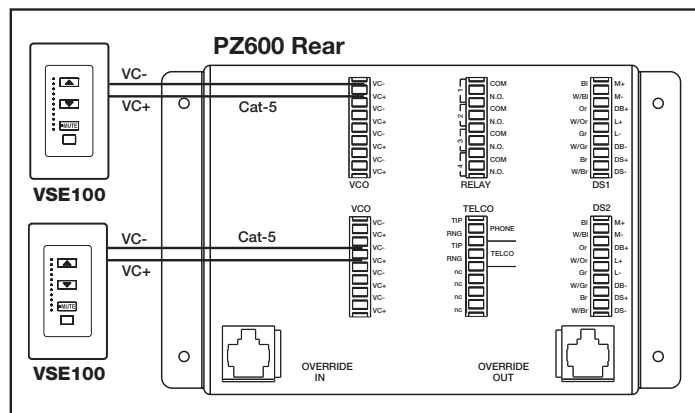 PZ600 Rear
VC-
VC+
Cat-5
•MUTE
VSE100
VC-
VC+
VC-
VC+
VC-
VC+
VC-
VC+
VCO
1
2
3
4
COM
N.O.
COM
N.O.
COM
N.O.
COM
N.O.
RELAY
Bl M+
W/Bl M-
Or DB+
W/Or L+
Gr L-
W/Gr DB-
Br DS+
W/Br DS-
DS1
VC-
VC+
Cat-5
•MUTE
VSE100
VCO
VC-
VC+
VC-
VC+
VC-
VC+
VC-
VC+
TELCO
TIP
RNG
PHONE
TIP
RNG
TELCO
nc
nc
nc
nc
DS2
Bl M+
W/Bl M-
Or DB+
W/Or L+
Gr L-
W/Gr DB-
Br DS+
W/Br DS-
OVERRIDE
IN
OVERRIDE
OUT